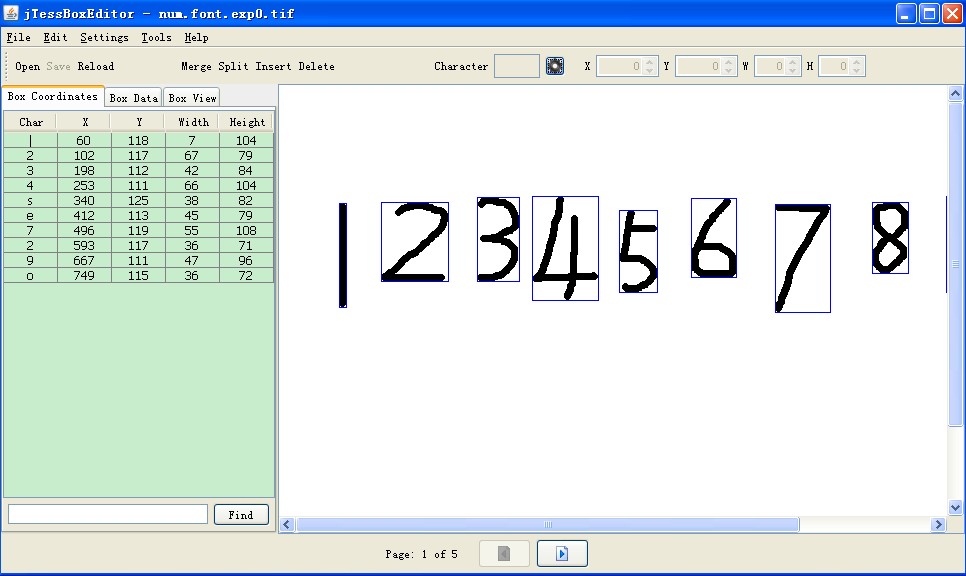 jTessBoxEditor - num.font.exp0.tif
File Edit Settings Tools Help
Open Save Reload Merge Split Insert Delete Character X 0 Y 0 W 0 H 0
Box Coordinates Box Data Box View
Char X Y Width Height
| 60 118 7 104
2 102 117 67 79
3 198 112 42 84
4 253 111 66 104
s 340 125 38 82
e 412 113 45 79
7 496 119 55 108
2 593 117 36 71
9 667 111 47 96
o 749 115 36 72
1 2 3 4 5 6 7 8
Find
Page: 1 of 5